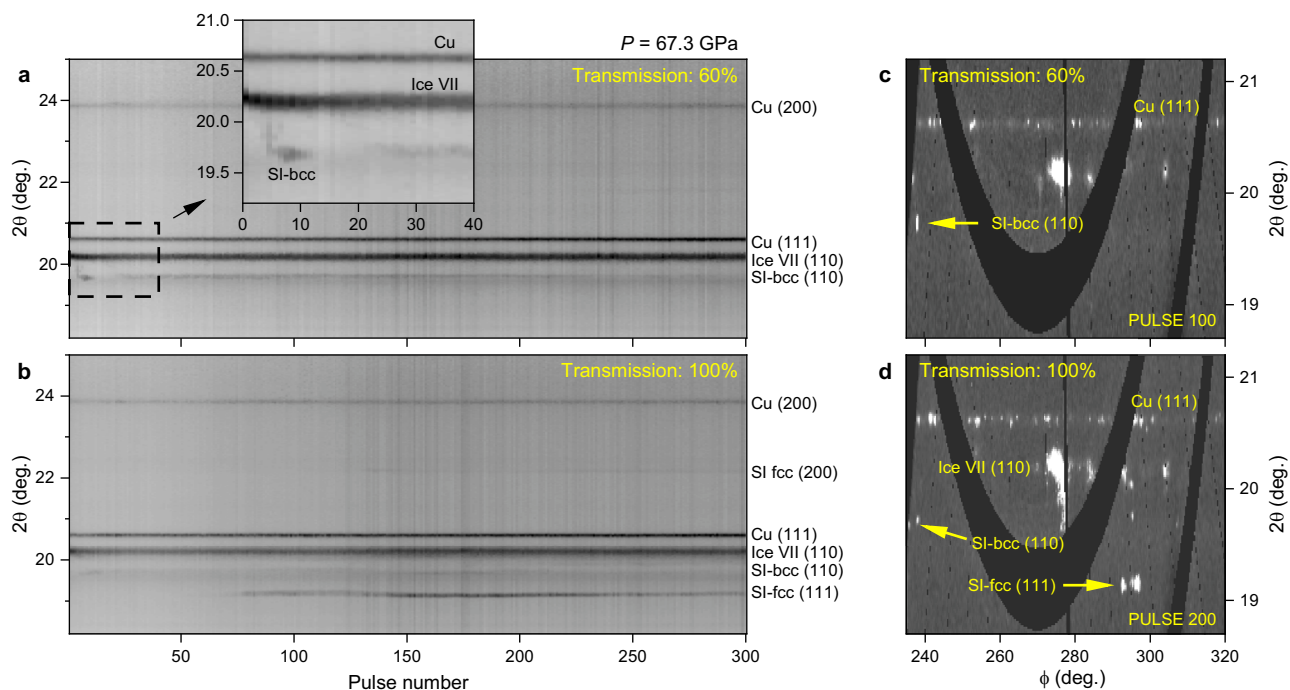 P = 67.3 GPa
a
Transmission: 60%
2θ (deg.)
24
22
20
21.0
20.5
20.0
19.5
0
10
20
30
40
Cu
Ice VII
SI-bcc
Cu (200)
Cu (111)
Ice VII (110)
SI-bcc (110)
b
Transmission: 100%
2θ (deg.)
24
22
20
Cu (200)
SI fcc (200)
Cu (111)
Ice VII (110)
SI-bcc (110)
SI-fcc (111)
50
100
150
200
250
300
Pulse number
c
Transmission: 60%
Cu (111)
SI-bcc (110)
PULSE 100
21
20
19
2θ (deg.)
d
Transmission: 100%
Cu (111)
Ice VII (110)
SI-bcc (110)
SI-fcc (111)
PULSE 200
21
20
19
2θ (deg.)
240
260
280
300
320
ϕ (deg.)